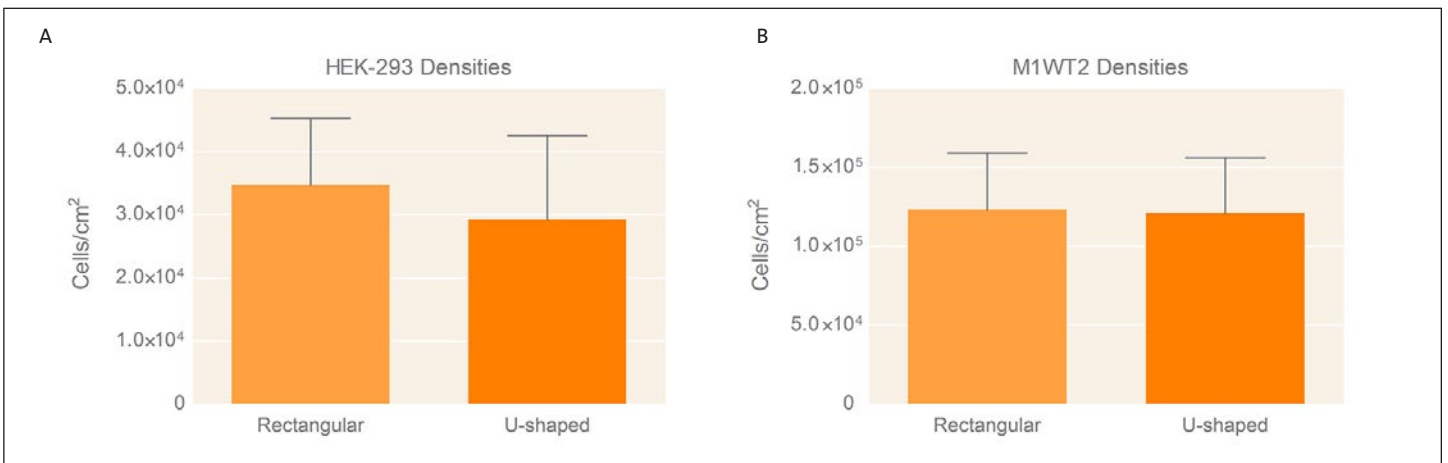 A
HEK-293 Densities
5.0×10⁴
4.0×10⁴
3.0×10⁴
2.0×10⁴
1.0×10⁴
0
Cells/cm²
Rectangular
U-shaped
B
M1WT2 Densities
2.0×10⁵
1.5×10⁵
1.0×10⁵
5.0×10⁴
0
Cells/cm²
Rectangular
U-shaped